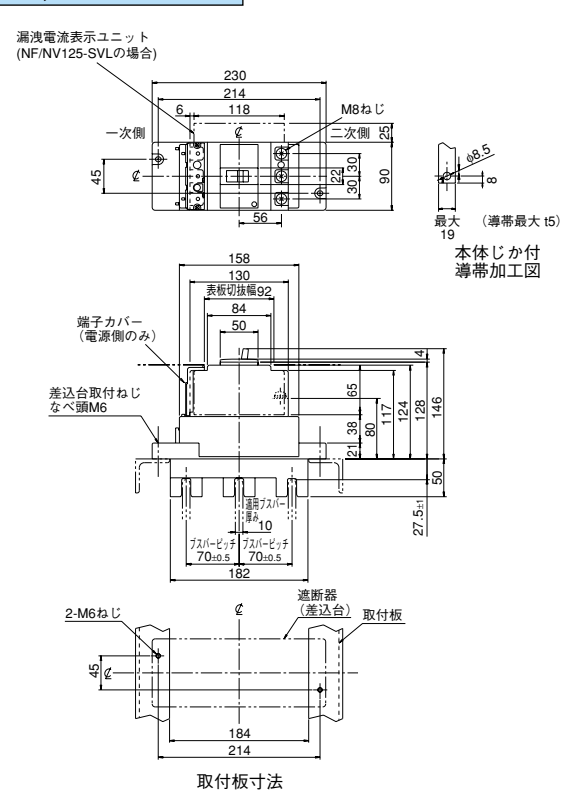 漏洩電流表示ユニット
(NF/NV125-SVLの場合)
230
214
6
118
M8ねじ
一次側
℄
二次側
25
45
℄
30
22
30
90
56
φ8.5
8
最大
19
(導帯最大 t5)
本体じか付
導帯加工図
158
130
表板切抜幅92
84
50
端子カバー
(電源側のみ)
差込台取付ねじ
なべ頭M6
4
65
38
21
80
117
124
128
146
50
27.5±1
適用ブスバー
厚み
10
ブスバーピッチ
70±0.5
ブスバーピッチ
70±0.5
182
2-M6ねじ
℄
遮断器
(差込台)
取付板
45
℄
184
214
取付板寸法